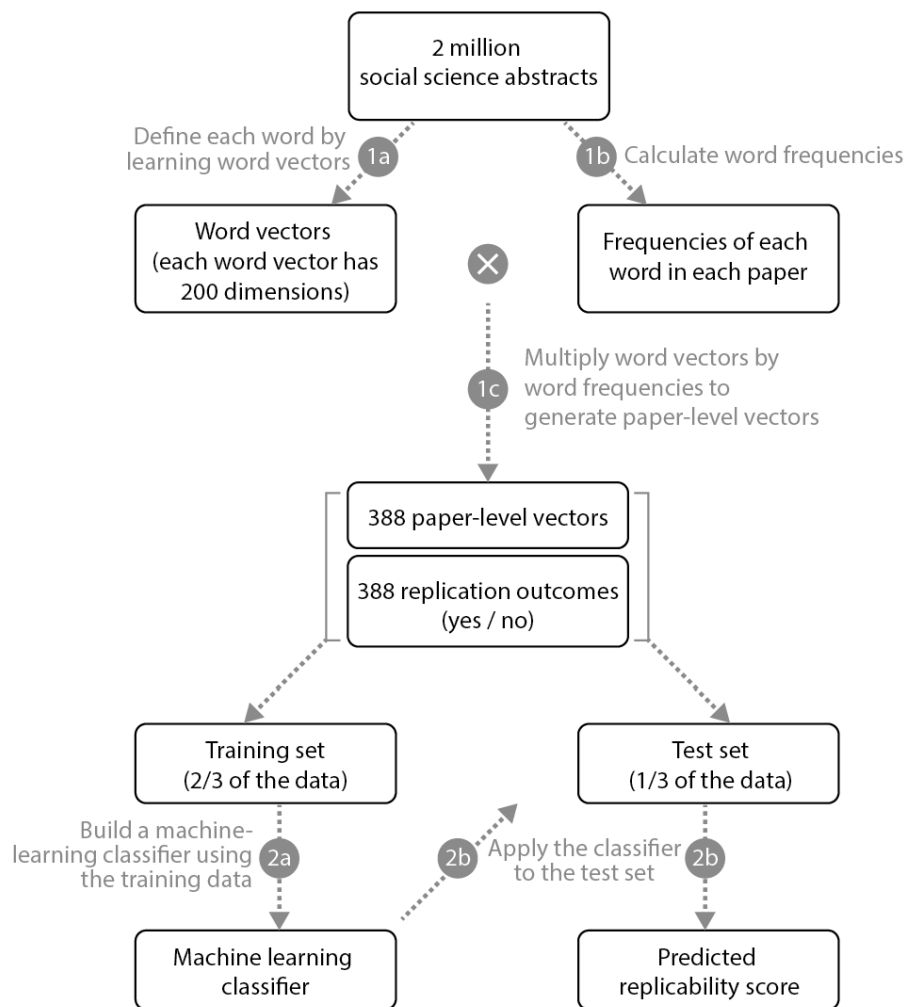 2 million
social science abstracts
Define each word by
learning word vectors
1a
1b
Calculate word frequencies
Word vectors
(each word vector has
200 dimensions)
Frequencies of each
word in each paper
Multiply word vectors by
word frequencies to
generate paper-level vectors
1c
388 paper-level vectors
388 replication outcomes
(yes / no)
Training set
(2/3 of the data)
Test set
(1/3 of the data)
Build a machine-
learning classifier using
the training data
2a
2b
Apply the classifier
to the test set
2b
Machine learning
classifier
Predicted
replicability score